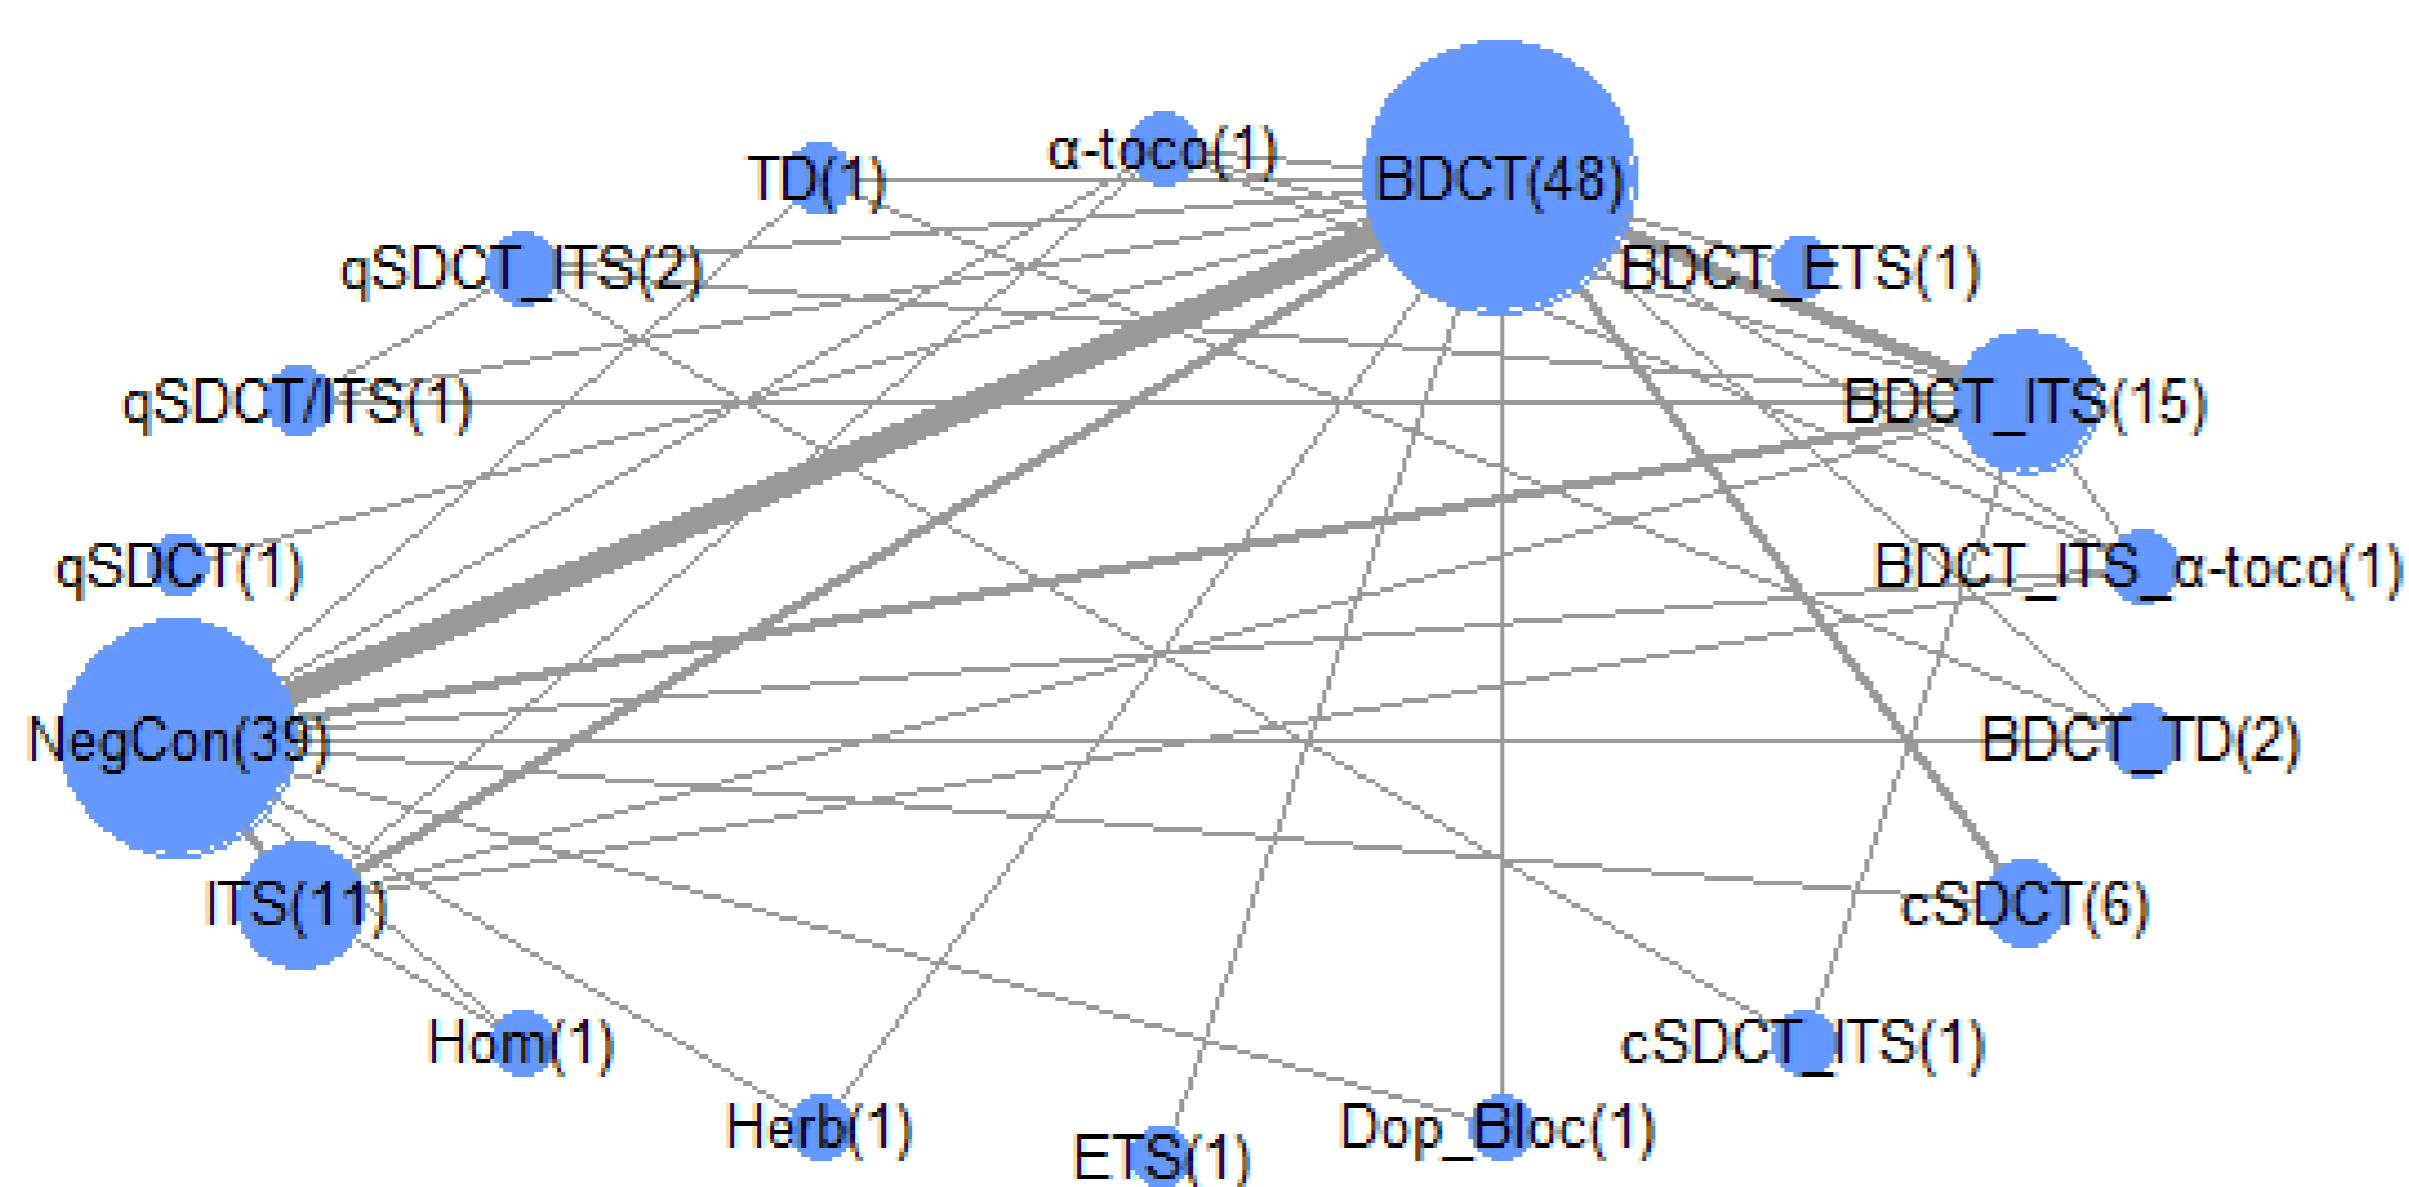 α-toco(1)
TD(1)
BDCT(48)
qSDCT_ITS(2)
BDCT_ETS(1)
qSDCT/ITS(1)
BDCT_ITS(15)
qSDCT(1)
BDCT_ITS_α-toco(1)
NegCon(39)
BDCT_TD(2)
ITS(11)
cSDCT(6)
Hom(1)
cSDCT_ITS(1)
Herb(1)
Dop_Bloc(1)
ETS(1)